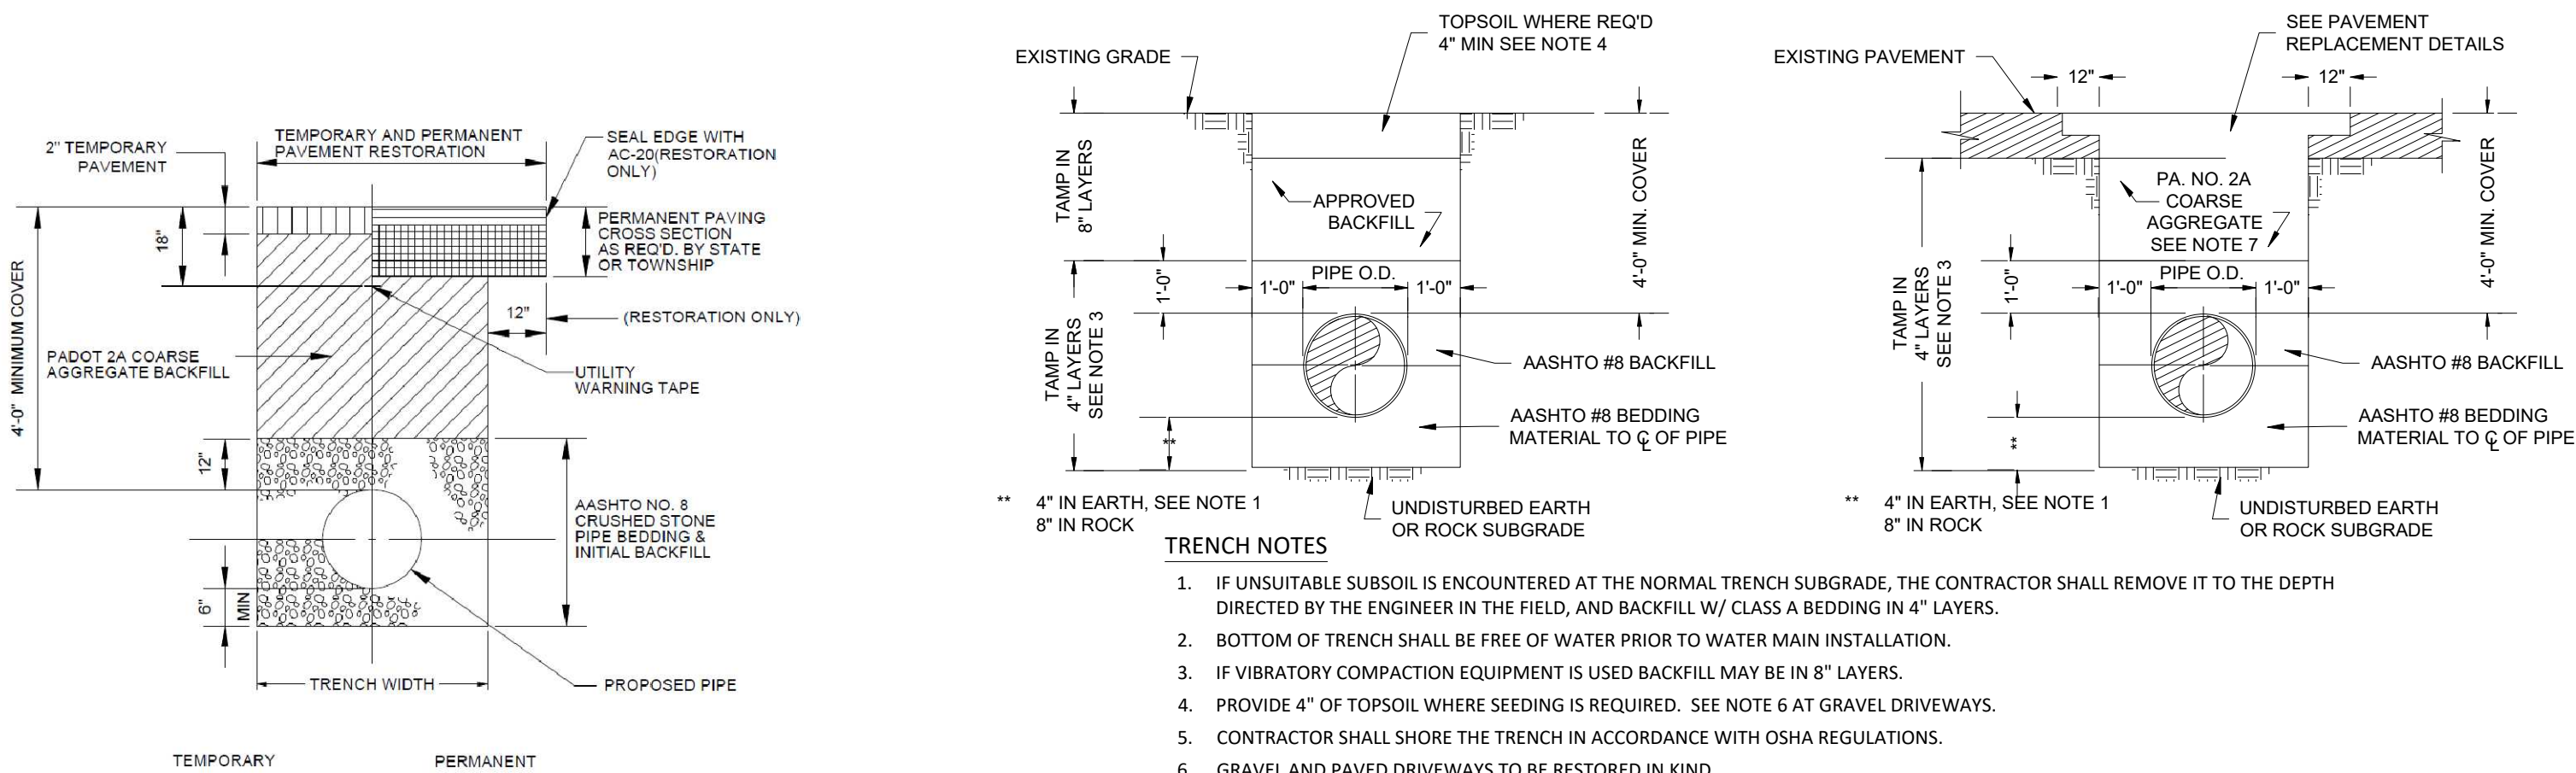 2" TEMPORARY
PAVEMENT
TEMPORARY AND PERMANENT
PAVEMENT RESTORATION
SEAL EDGE WITH
AC-20(RESTORATION
ONLY)
18"
PERMANENT PAVING
CROSS SECTION
AS REQ'D. BY STATE
OR TOWNSHIP
4'-0" MINIMUM COVER
12"
(RESTORATION ONLY)
PADOT 2A COARSE
AGGREGATE BACKFILL
UTILITY
WARNING TAPE
12"
AASHTO NO. 8
CRUSHED STONE
PIPE BEDDING &
INITIAL BACKFILL
6"
MIN
TRENCH WIDTH
PROPOSED PIPE
TEMPORARY
PERMANENT
TOPSOIL WHERE REQ'D
4" MIN SEE NOTE 4
EXISTING GRADE
TAMP IN
8" LAYERS
APPROVED
BACKFILL
4'-0" MIN. COVER
1'-0"
PIPE O.D.
1'-0"
1'-0"
TAMP IN
4" LAYERS
SEE NOTE 3
AASHTO #8 BACKFILL
AASHTO #8 BEDDING
MATERIAL TO ℄ OF PIPE
**
** 4" IN EARTH, SEE NOTE 1
8" IN ROCK
UNDISTURBED EARTH
OR ROCK SUBGRADE
SEE PAVEMENT
REPLACEMENT DETAILS
EXISTING PAVEMENT
12"
12"
PA. NO. 2A
COARSE
AGGREGATE
SEE NOTE 7
4'-0" MIN. COVER
TAMP IN
4" LAYERS
SEE NOTE 3
1'-0"
PIPE O.D.
1'-0"
1'-0"
AASHTO #8 BACKFILL
AASHTO #8 BEDDING
MATERIAL TO ℄ OF PIPE
**
** 4" IN EARTH, SEE NOTE 1
8" IN ROCK
UNDISTURBED EARTH
OR ROCK SUBGRADE
TRENCH NOTES
1. IF UNSUITABLE SUBSOIL IS ENCOUNTERED AT THE NORMAL TRENCH SUBGRADE, THE CONTRACTOR SHALL REMOVE IT TO THE DEPTH
DIRECTED BY THE ENGINEER IN THE FIELD, AND BACKFILL W/ CLASS A BEDDING IN 4" LAYERS.
2. BOTTOM OF TRENCH SHALL BE FREE OF WATER PRIOR TO WATER MAIN INSTALLATION.
3. IF VIBRATORY COMPACTION EQUIPMENT IS USED BACKFILL MAY BE IN 8" LAYERS.
4. PROVIDE 4" OF TOPSOIL WHERE SEEDING IS REQUIRED. SEE NOTE 6 AT GRAVEL DRIVEWAYS.
5. CONTRACTOR SHALL SHORE THE TRENCH IN ACCORDANCE WITH OSHA REGULATIONS.
6. GRAVEL AND PAVED DRIVEWAYS TO BE RESTORED IN KIND